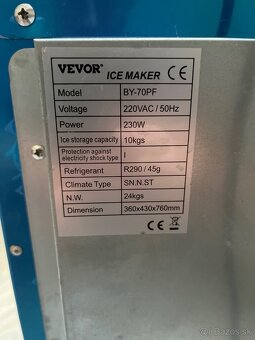 VEVOR® ICE MAKER CE
Model BY-70PF
Voltage 220VAC / 50Hz
Power 230W
Ice storage capacity 10kgs
Protection against
electricity shock type I
Refrigerant R290 / 45g
Climate Type SN.N.ST
N.W. 24kgs
Dimension 360x430x760mm
bazos.sk